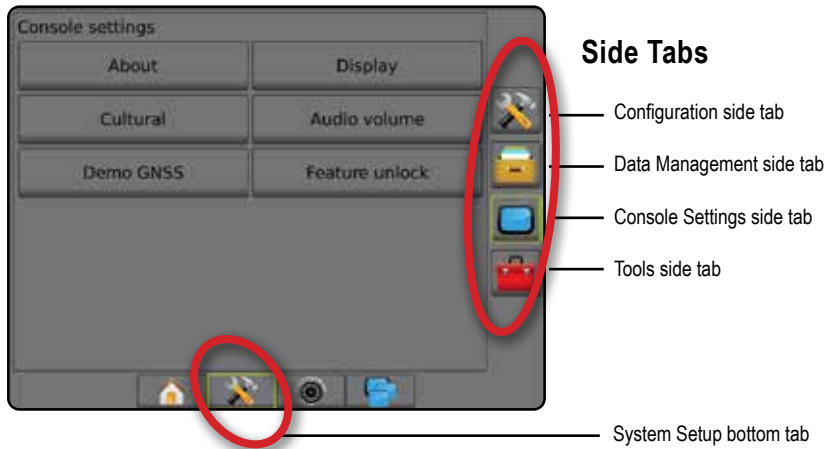 Console settings
About
Display
Cultural
Audio volume
Demo GNSS
Feature unlock
Side Tabs
Configuration side tab
Data Management side tab
Console Settings side tab
Tools side tab
System Setup bottom tab